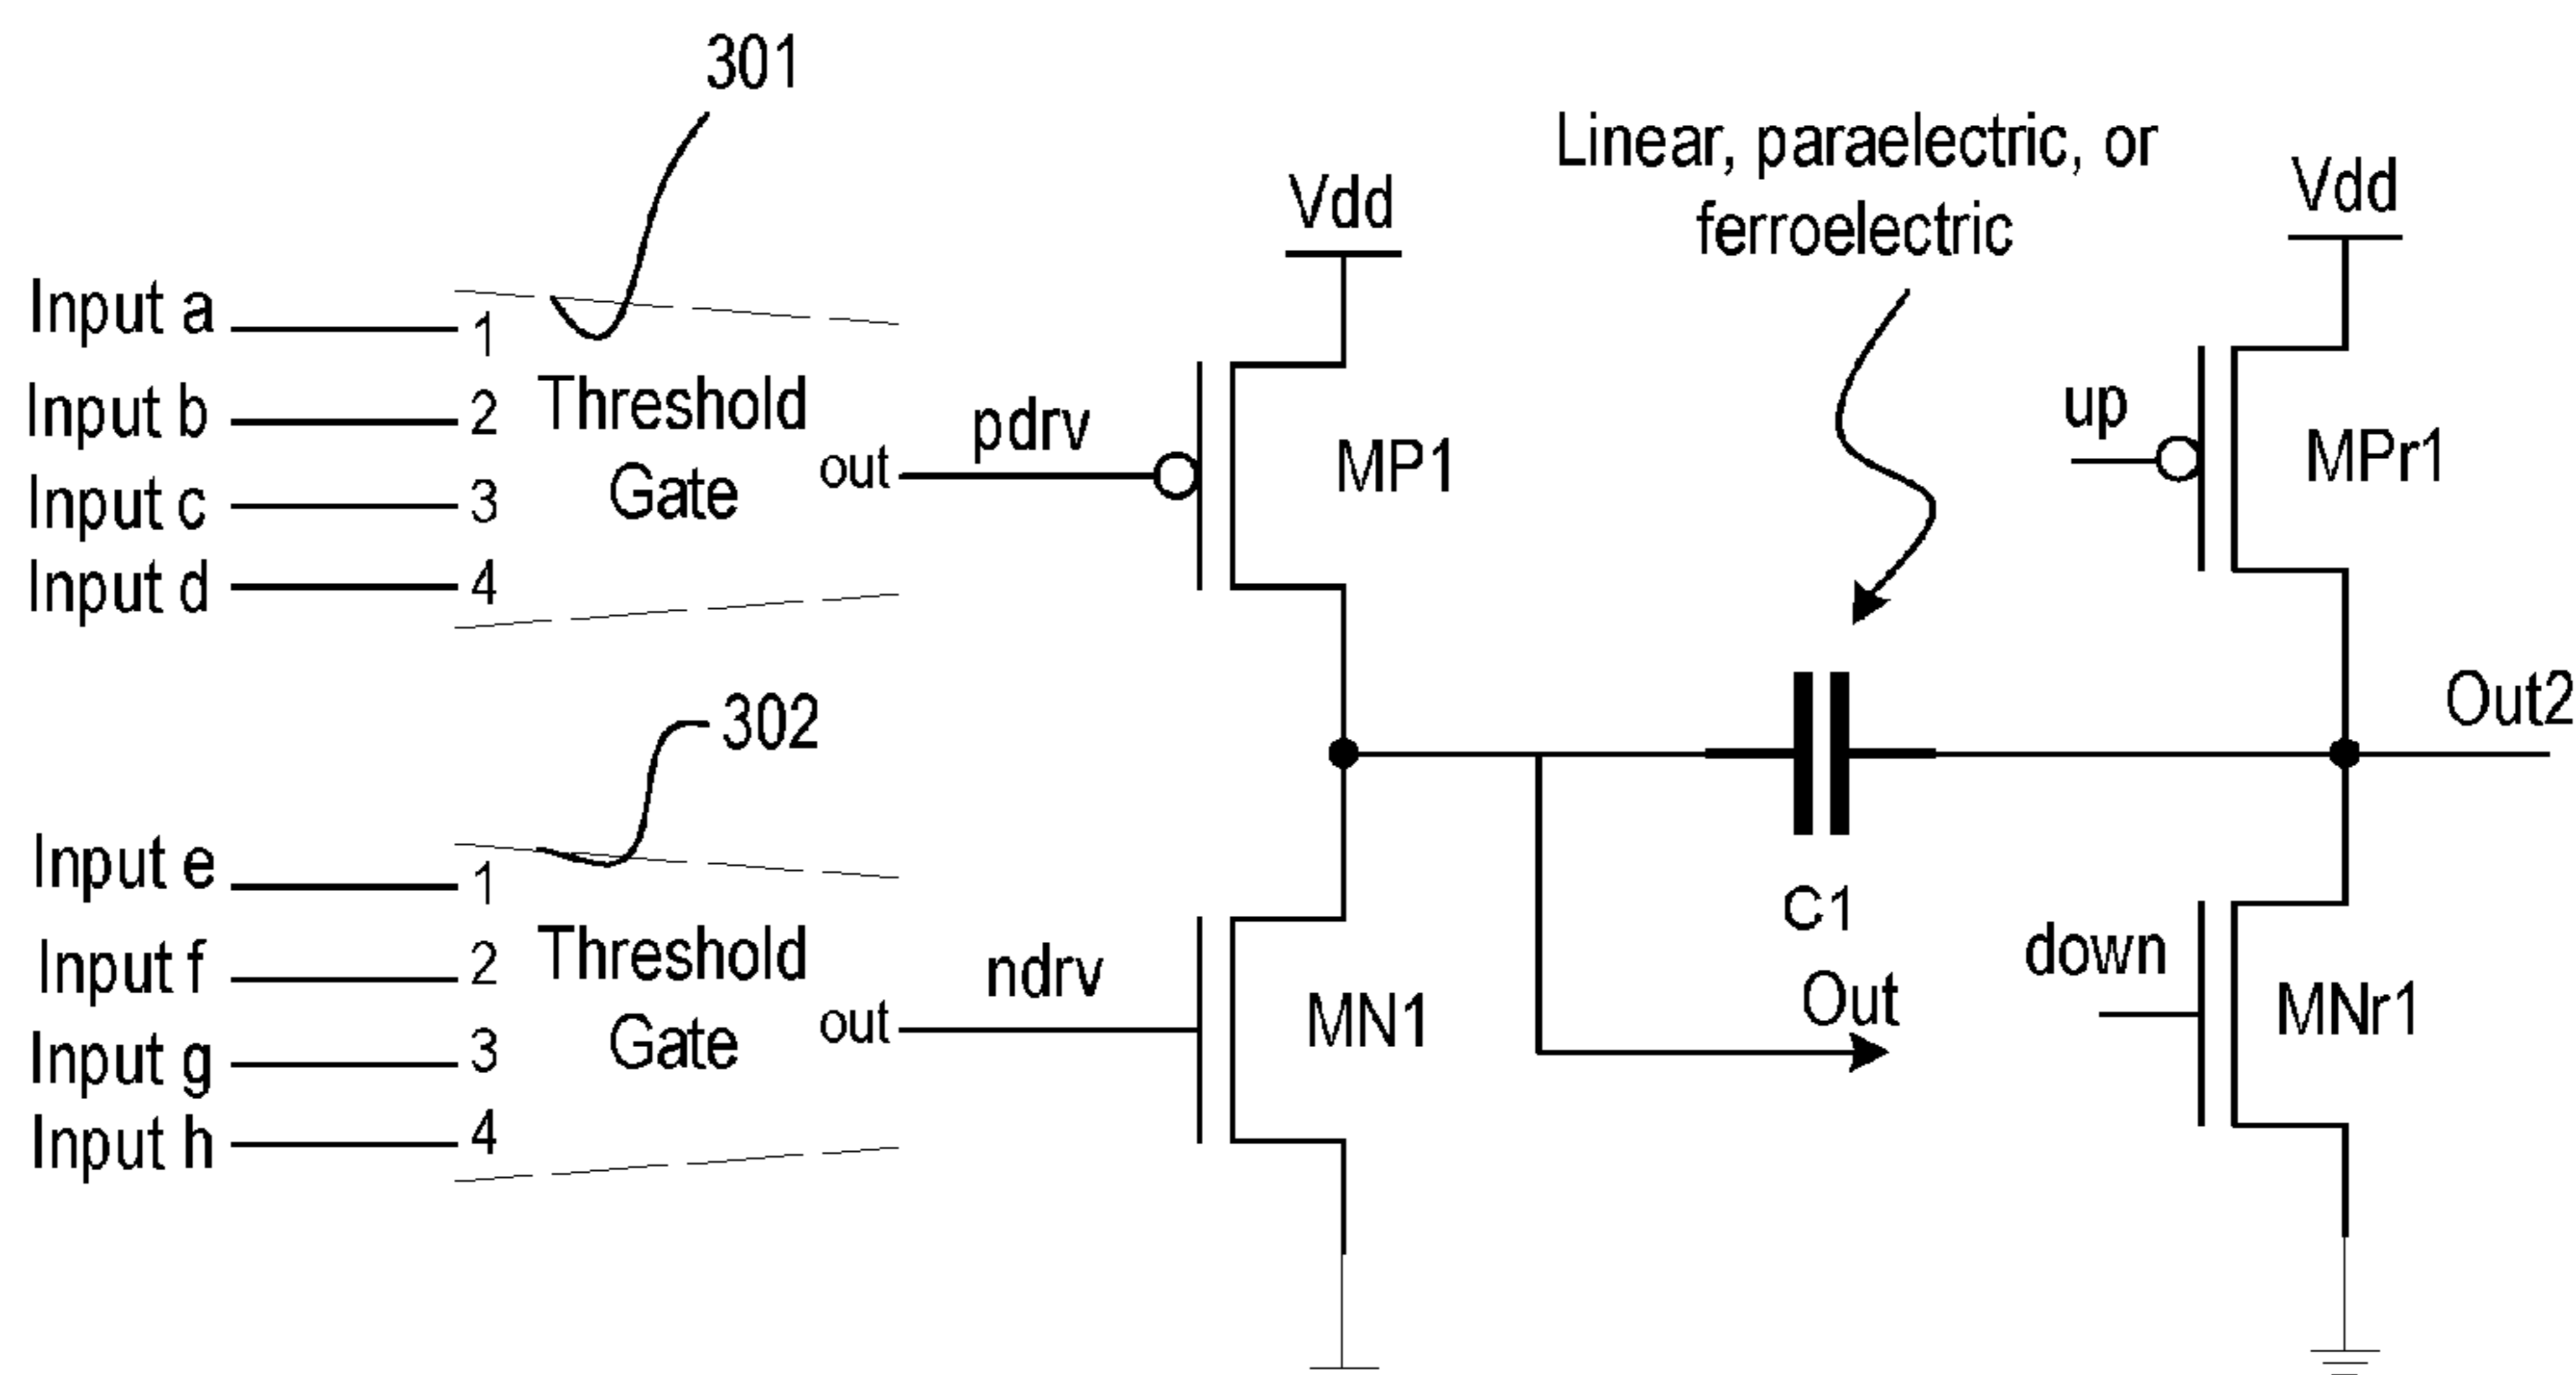 301
Linear, paraelectric, or
ferroelectric
Vdd
Vdd
Input a
1
Input b
2
Threshold
Gate
Input c
3
Input d
4
out
pdrv
MP1
up
MPr1
302
Out2
Input e
1
Input f
2
Threshold
Gate
Input g
3
Input h
4
out
ndrv
MN1
C1
Out
down
MNr1